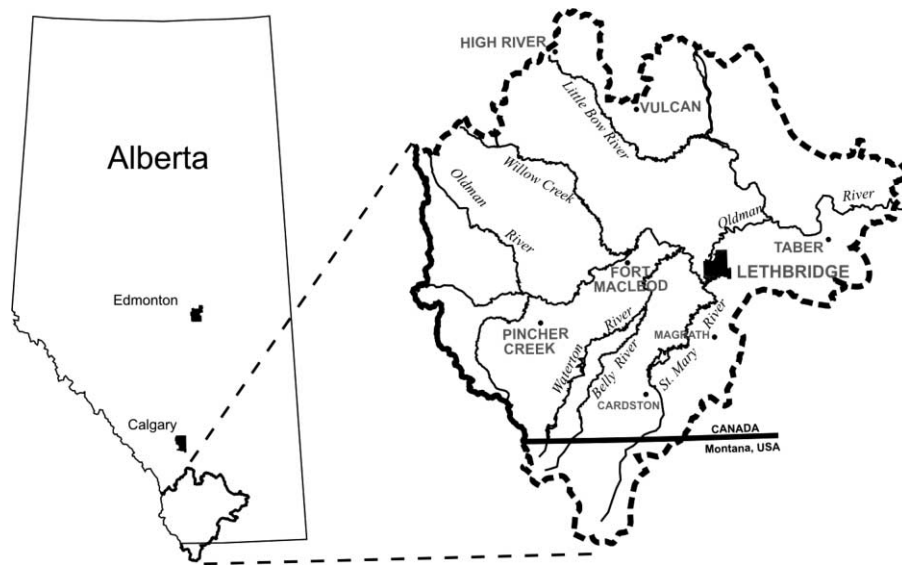 Alberta
Edmonton
Calgary
HIGH RIVER
VULCAN
Little Bow River
Willow Creek
Oldman
River
Oldman
River
TABER
LETHBRIDGE
FORT
MACLEOD
PINCHER
CREEK
Waterton
River
Belly River
MAGRATH
St. Mary
River
CARDSTON
CANADA
Montana, USA